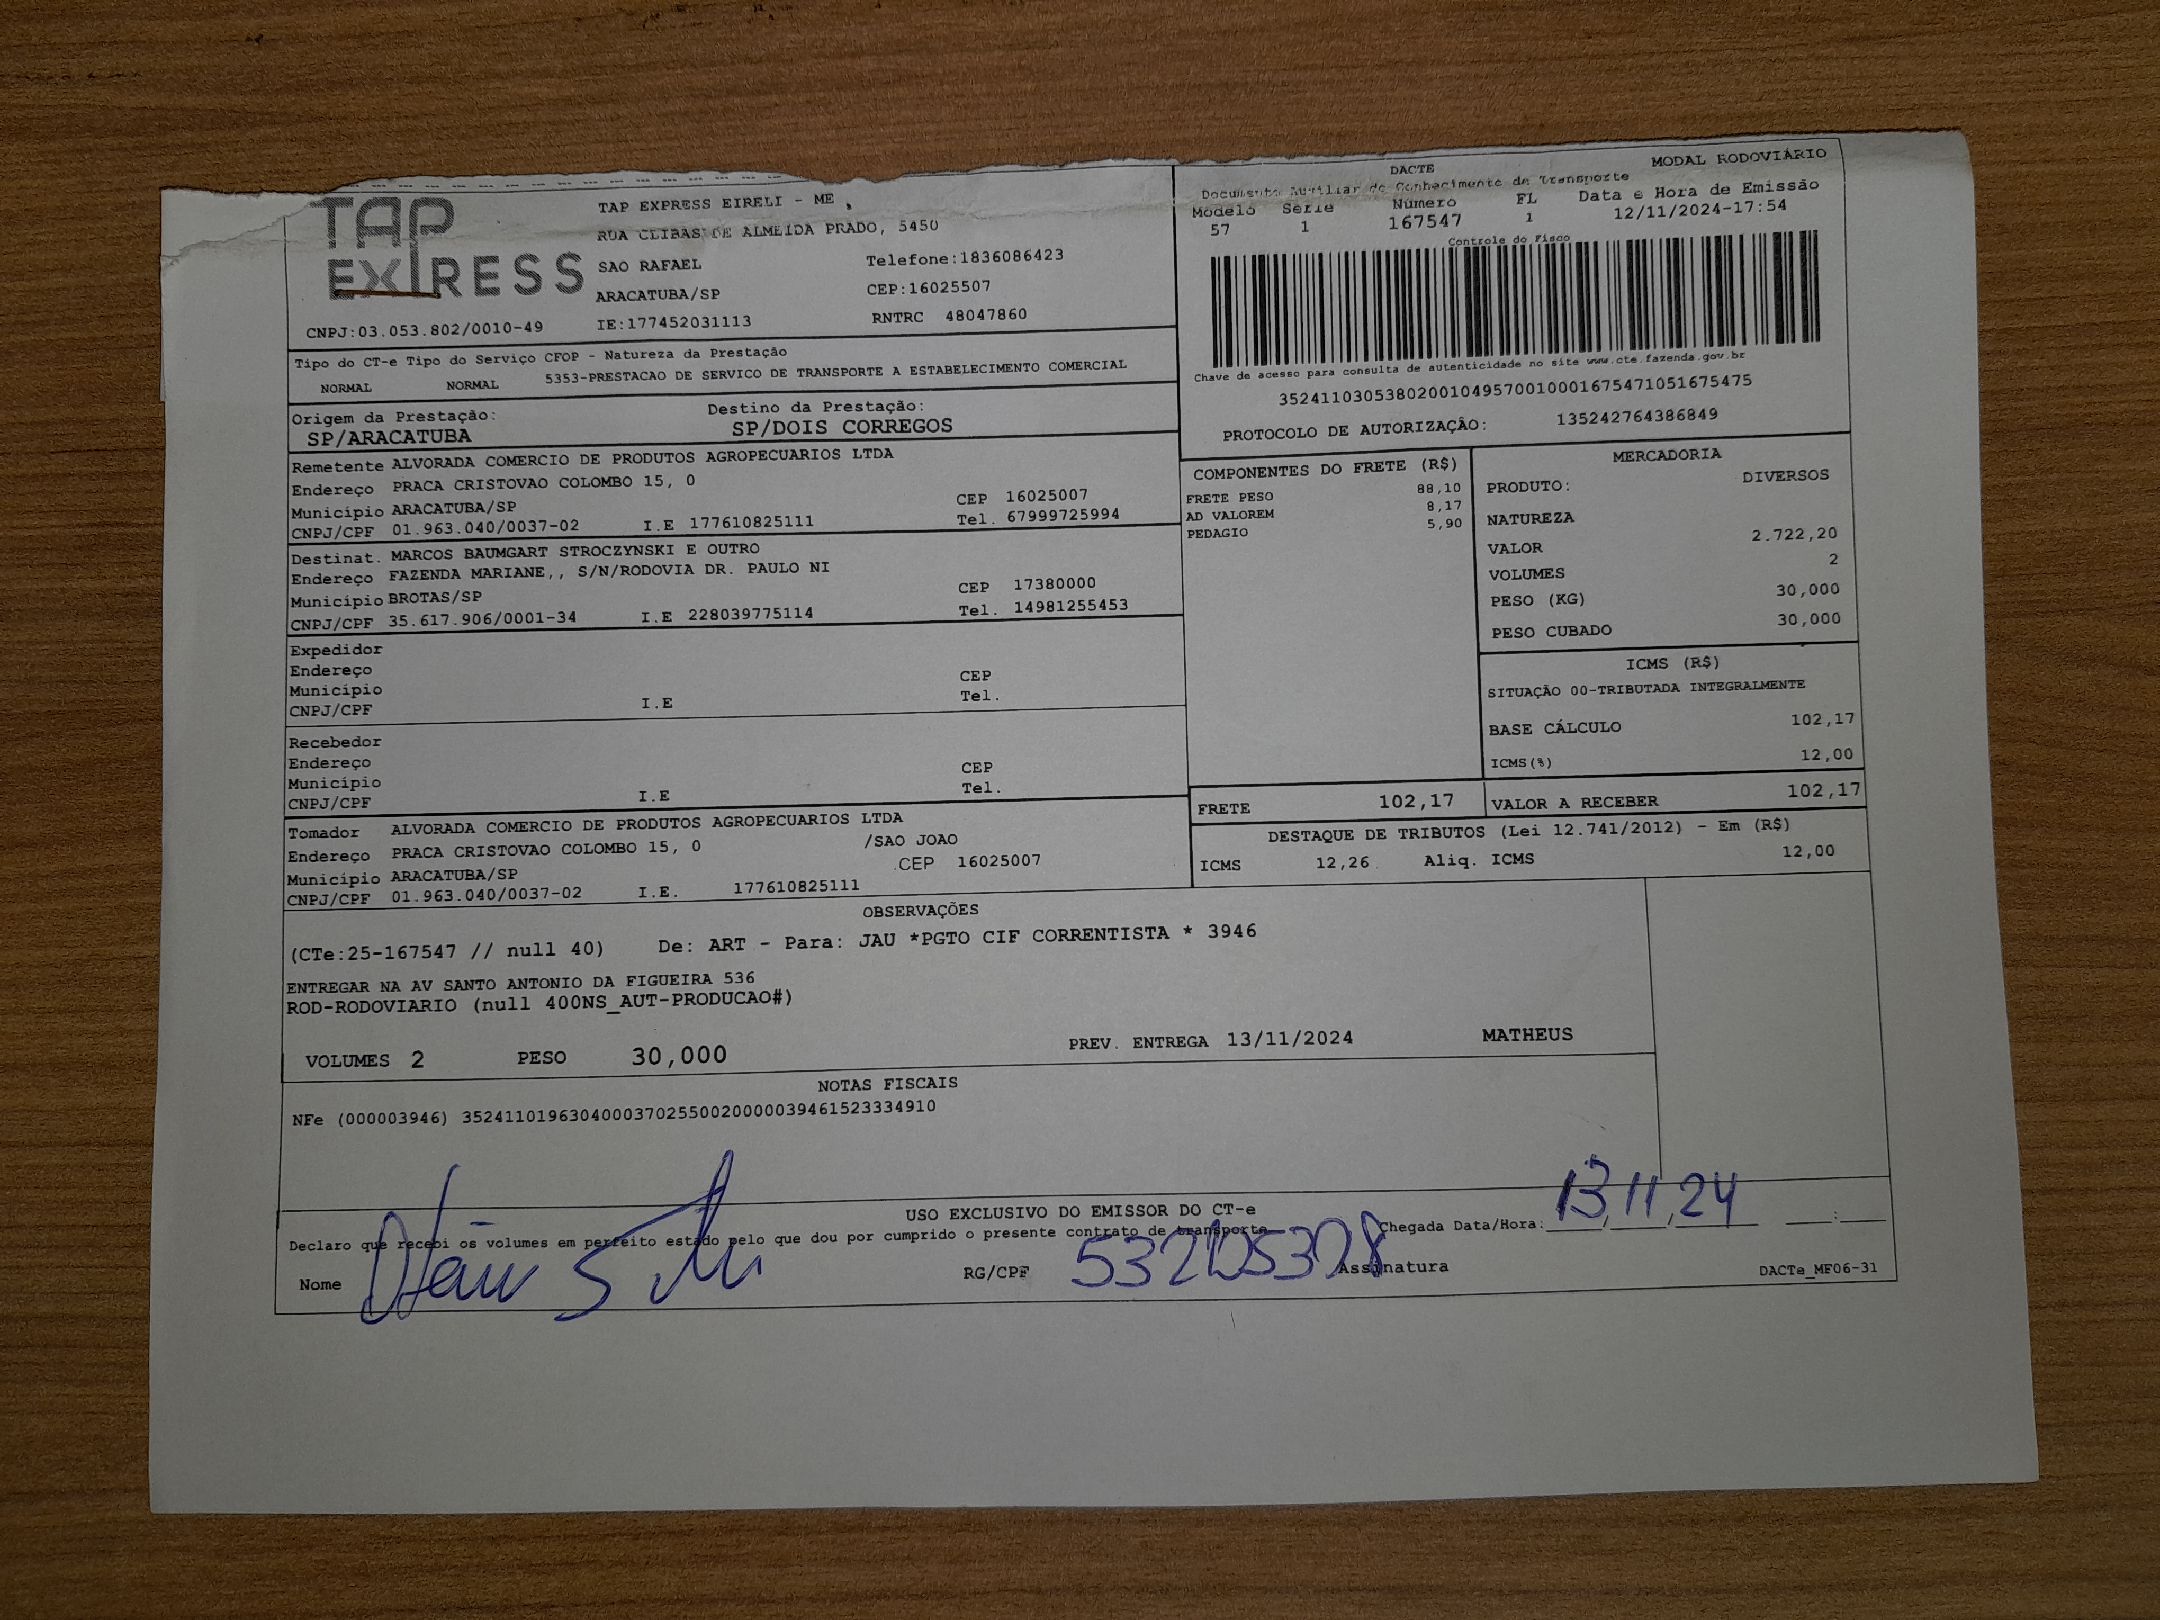 TAP
EXPRESS
CNPJ:03.053.802/0010-49
TAP EXPRESS EIRELI - ME ,
RUA CLIBAS DE ALMEIDA PRADO, 5450
SAO RAFAEL Telefone:1836086423
ARACATUBA/SP CEP:16025507
IE:177452031113 RNTRC 48047860
DACTE MODAL RODOVIÁRIO
Documento Auxiliar do Conhecimento de Transporte
Modelo Série Número FL Data e Hora de Emissão
57 1 167547 1 12/11/2024-17:54
Controle do Fisco
Chave de acesso para consulta de autenticidade no site www.cte.fazenda.gov.br
35241103053802001049570010001675471051675475
PROTOCOLO DE AUTORIZAÇÃO: 135242764386849
Tipo do CT-e Tipo do Serviço CFOP - Natureza da Prestação
NORMAL NORMAL 5353-PRESTACAO DE SERVICO DE TRANSPORTE A ESTABELECIMENTO COMERCIAL
Origem da Prestação: Destino da Prestação:
SP/ARACATUBA SP/DOIS CORREGOS
Remetente ALVORADA COMERCIO DE PRODUTOS AGROPECUARIOS LTDA
Endereço PRACA CRISTOVAO COLOMBO 15, 0
Município ARACATUBA/SP CEP 16025007
CNPJ/CPF 01.963.040/0037-02 I.E 177610825111 Tel. 67999725994
Destinat. MARCOS BAUMGART STROCZYNSKI E OUTRO
Endereço FAZENDA MARIANE,, S/N/RODOVIA DR. PAULO NI
Município BROTAS/SP CEP 17380000
CNPJ/CPF 35.617.906/0001-34 I.E 228039775114 Tel. 14981255453
Expedidor
Endereço
Município CEP
CNPJ/CPF I.E Tel.
Recebedor
Endereço
Município CEP
CNPJ/CPF I.E Tel.
Tomador ALVORADA COMERCIO DE PRODUTOS AGROPECUARIOS LTDA
Endereço PRACA CRISTOVAO COLOMBO 15, 0 /SAO JOAO
Município ARACATUBA/SP CEP 16025007
CNPJ/CPF 01.963.040/0037-02 I.E. 177610825111
COMPONENTES DO FRETE (R$)
FRETE PESO 88,10
AD VALOREM 8,17
PEDAGIO 5,90
MERCADORIA
PRODUTO: DIVERSOS
NATUREZA
VALOR 2.722,20
VOLUMES 2
PESO (KG) 30,000
PESO CUBADO 30,000
ICMS (R$)
SITUAÇÃO 00-TRIBUTADA INTEGRALMENTE
BASE CÁLCULO 102,17
ICMS(%) 12,00
FRETE 102,17 VALOR A RECEBER 102,17
DESTAQUE DE TRIBUTOS (Lei 12.741/2012) - Em (R$)
ICMS 12,26 Aliq. ICMS 12,00
OBSERVAÇÕES
(CTe:25-167547 // null 40) De: ART - Para: JAU *PGTO CIF CORRENTISTA * 3946
ENTREGAR NA AV SANTO ANTONIO DA FIGUEIRA 536
ROD-RODOVIARIO (null 400NS_AUT-PRODUCAO#)
VOLUMES 2 PESO 30,000 PREV. ENTREGA 13/11/2024 MATHEUS
NOTAS FISCAIS
NFe (000003946) 35241101963040003702550020000039461523334910
USO EXCLUSIVO DO EMISSOR DO CT-e
Declaro que recebi os volumes em perfeito estado pelo que dou por cumprido o presente contrato de transporte
Chegada Data/Hora: 13,11,24 :
Nome RG/CPF Assinatura DACTe_MF06-31